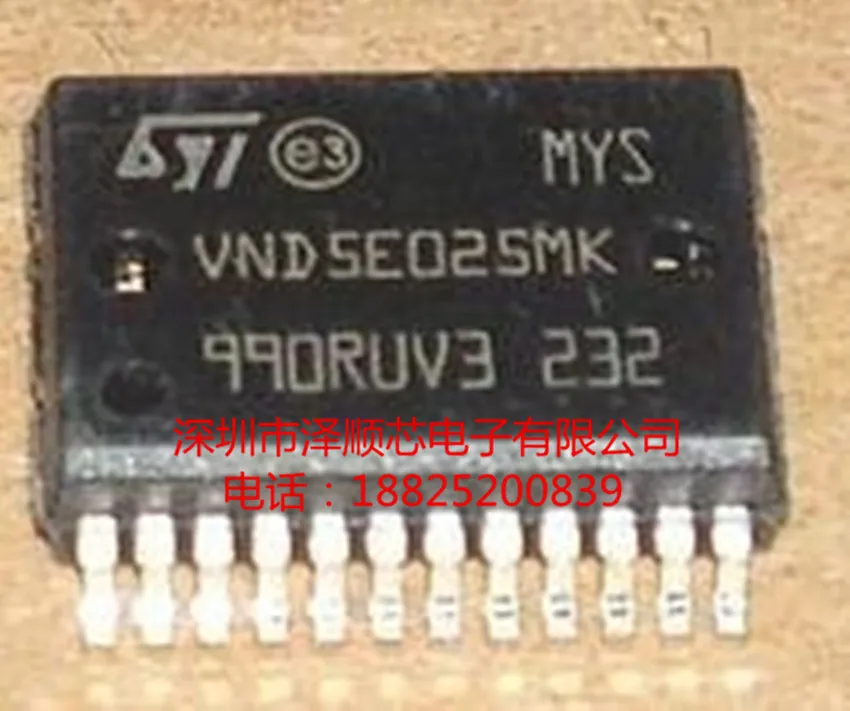 ST e3 MYS
VND5E025MK
990RUV3 232
深圳市泽顺芯电子有限公司
电话：18825200839